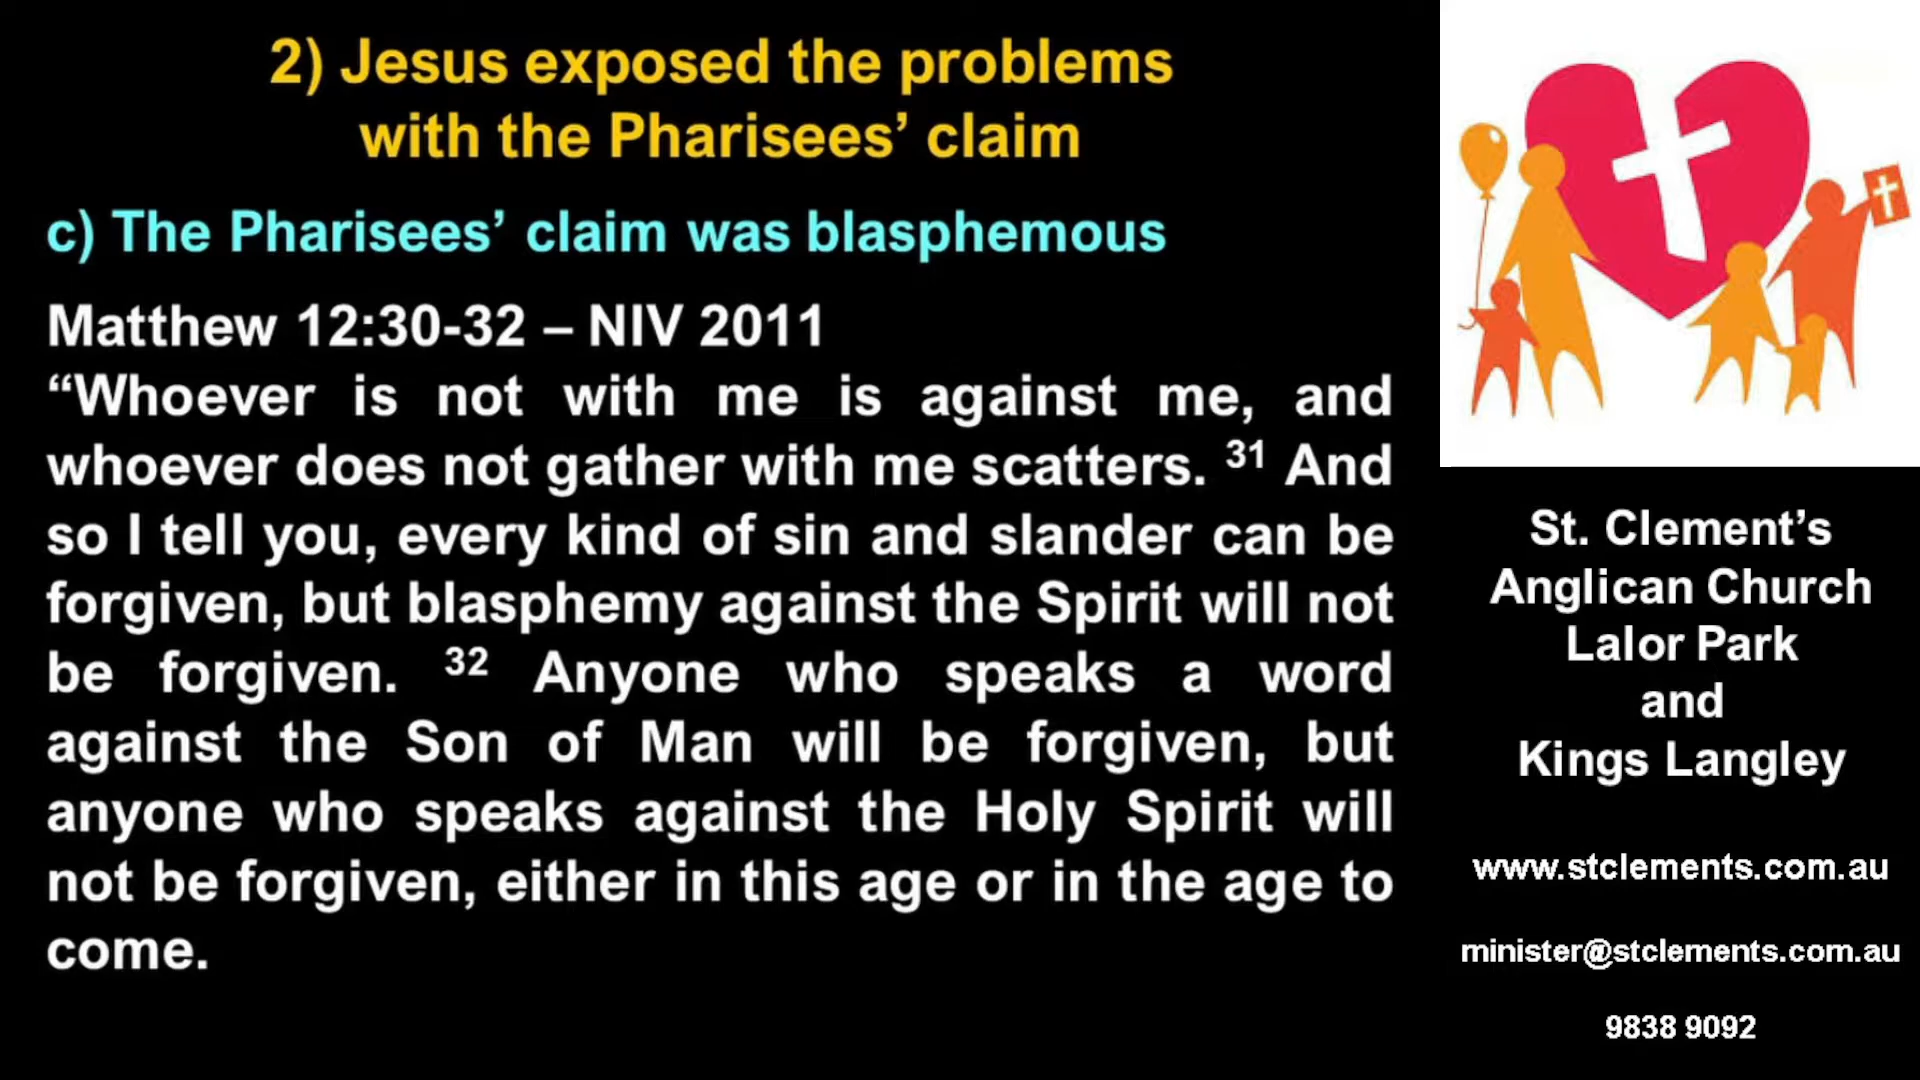 2) Jesus exposed the problems
with the Pharisees’ claim
c) The Pharisees’ claim was blasphemous
Matthew 12:30-32 – NIV 2011
“Whoever is not with me is against me, and
whoever does not gather with me scatters. 31 And
so I tell you, every kind of sin and slander can be
forgiven, but blasphemy against the Spirit will not
be forgiven. 32 Anyone who speaks a word
against the Son of Man will be forgiven, but
anyone who speaks against the Holy Spirit will
not be forgiven, either in this age or in the age to
come.
St. Clement’s
Anglican Church
Lalor Park
and
Kings Langley
www.stclements.com.au
minister@stclements.com.au
9838 9092